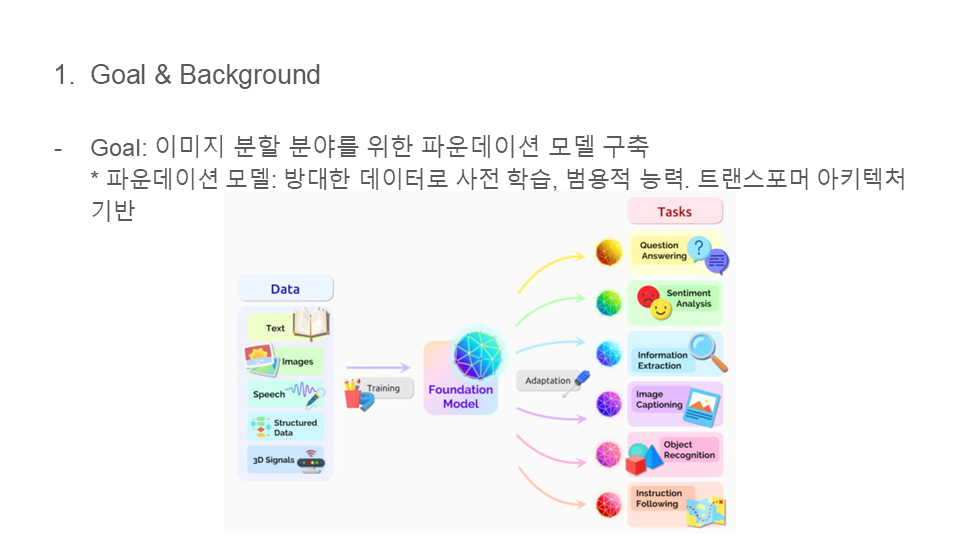 1. Goal & Background
- Goal: 이미지 분할 분야를 위한 파운데이션 모델 구축
* 파운데이션 모델: 방대한 데이터로 사전 학습, 범용적 능력. 트랜스포머 아키텍처
기반
Data
Text
Images
Speech
Structured
Data
3D Signals
Training
Foundation
Model
Adaptation
Tasks
Question
Answering
?
Sentiment
Analysis
Information
Extraction
Image
Captioning
Object
Recognition
Instruction
Following